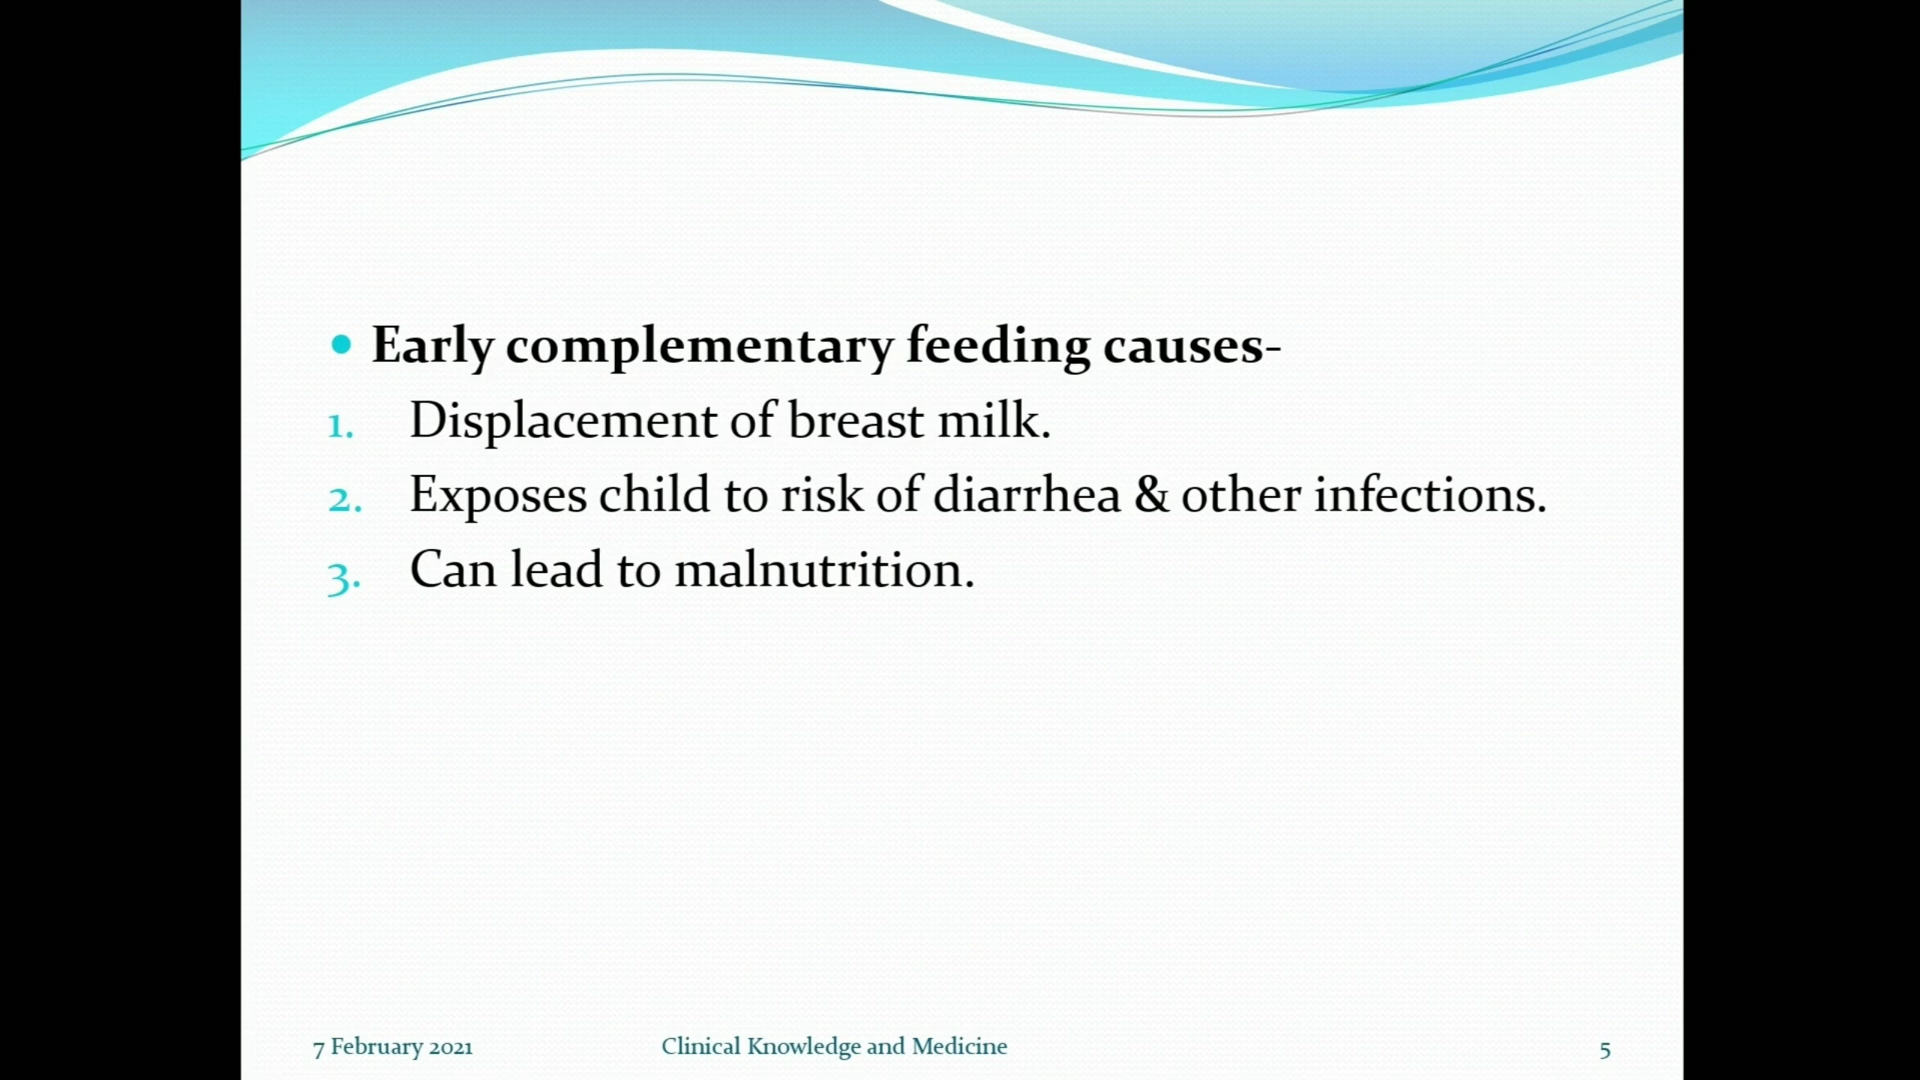 • Early complementary feeding causes-
1. Displacement of breast milk.
2. Exposes child to risk of diarrhea & other infections.
3. Can lead to malnutrition.
7 February 2021 Clinical Knowledge and Medicine 5